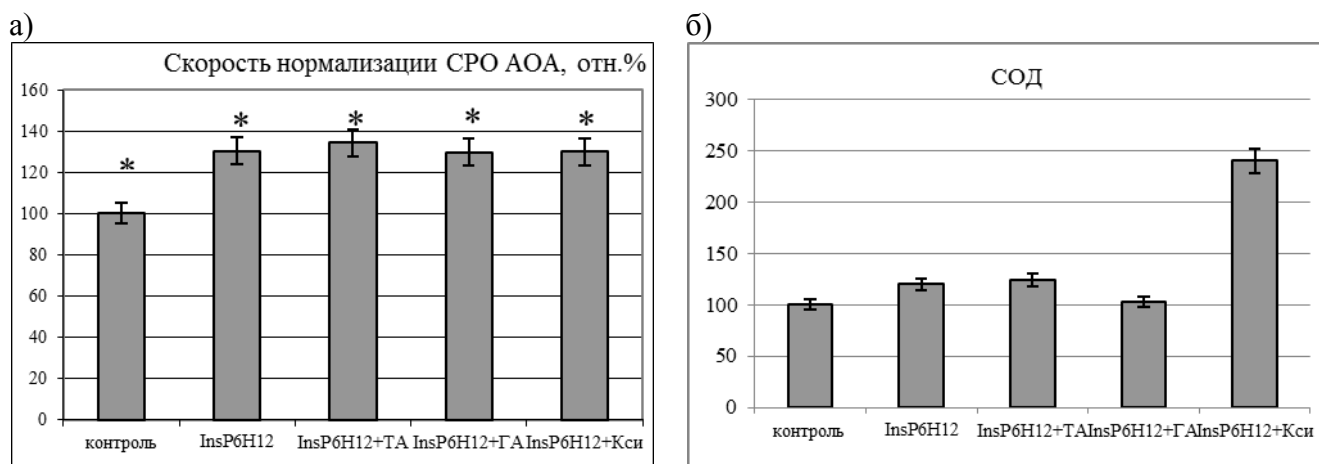 а)
Скорость нормализации СРО АОА, отн.%
160
140
120
100
80
60
40
20
0
* * * * *
контроль InsP6H12 InsP6H12+ТА InsP6H12+ГА InsP6H12+Кси
б)
СОД
300
250
200
150
100
50
0
контроль InsP6H12 InsP6H12+ТА InsP6H12+ГА InsP6H12+Кси